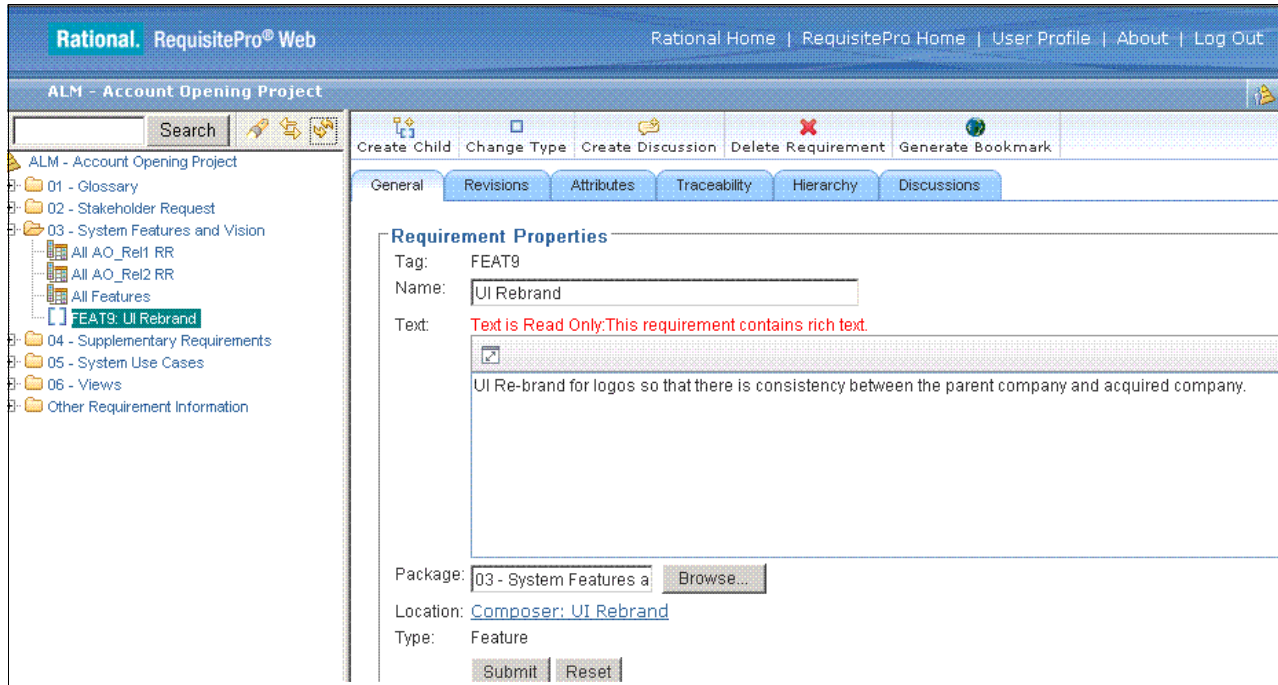 Rational. RequisitePro® Web
Rational Home | RequisitePro Home | User Profile | About | Log Out
ALM - Account Opening Project
Search
ALM - Account Opening Project
01 - Glossary
02 - Stakeholder Request
03 - System Features and Vision
All AO_Rel1 RR
All AO_Rel2 RR
All Features
FEAT9: UI Rebrand
04 - Supplementary Requirements
05 - System Use Cases
06 - Views
Other Requirement Information
Create Child Change Type Create Discussion Delete Requirement Generate Bookmark
General Revisions Attributes Traceability Hierarchy Discussions
Requirement Properties
Tag: FEAT9
Name: UI Rebrand
Text: Text is Read Only:This requirement contains rich text.
UI Re-brand for logos so that there is consistency between the parent company and acquired company.
Package: 03 - System Features a Browse...
Location: Composer: UI Rebrand
Type: Feature
Submit Reset